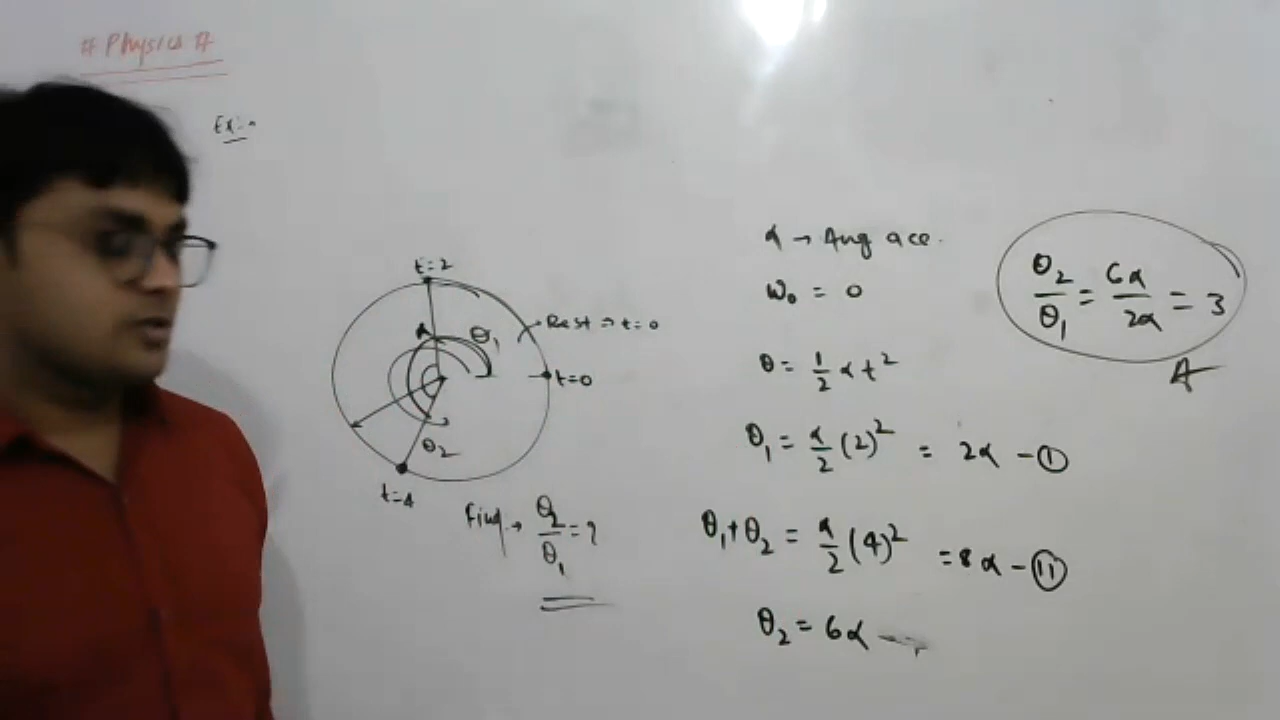 # Physics #
Ex:-
t=2
Rest → t=0
θ₁
α
t=0
θ₂
t=4
Find → θ₂/θ₁ = ?
α → Ang acc.
ω₀ = 0
θ = 1/2 α t²
θ₁ = α/2 (2)² = 2α - ①
θ₁+θ₂ = α/2 (4)² = 8α - ⑪
θ₂ = 6α
θ₂/θ₁ = 6α/2α = 3
A